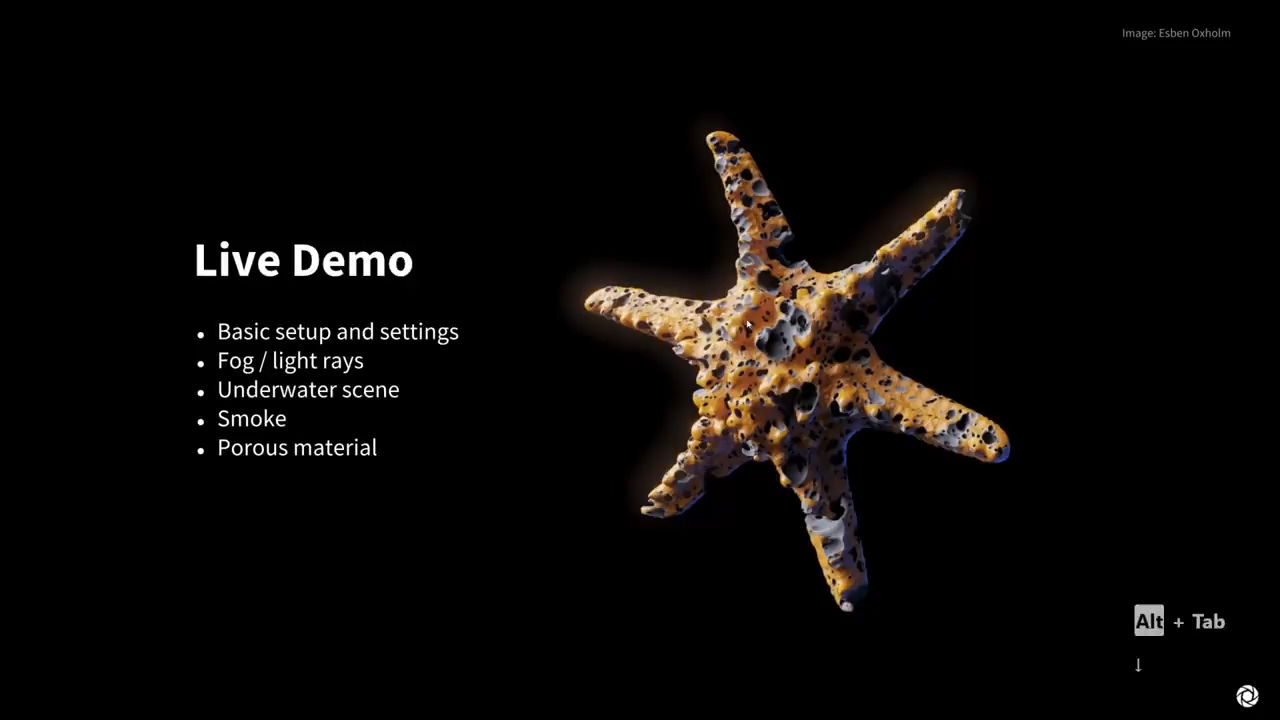 Image: Esben Oxholm
Live Demo
• Basic setup and settings
• Fog / light rays
• Underwater scene
• Smoke
• Porous material
Alt + Tab
↓